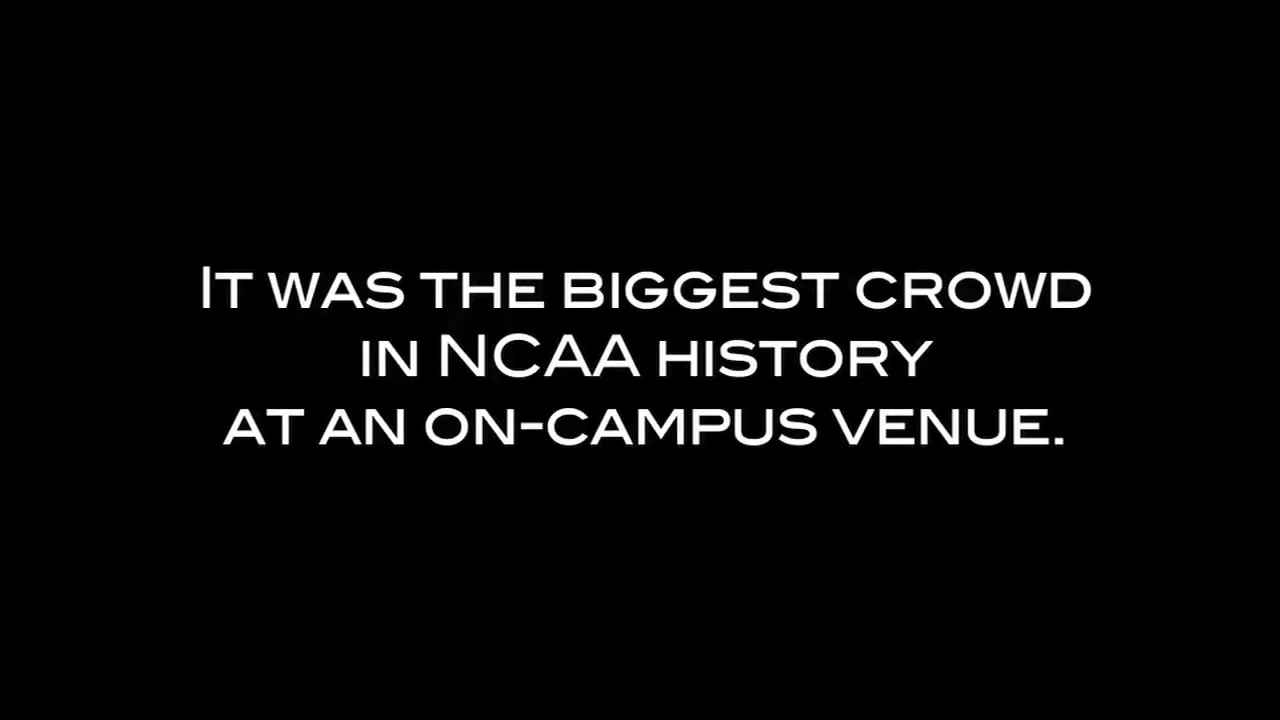 It was the biggest crowd
in NCAA history
at an on-campus venue.